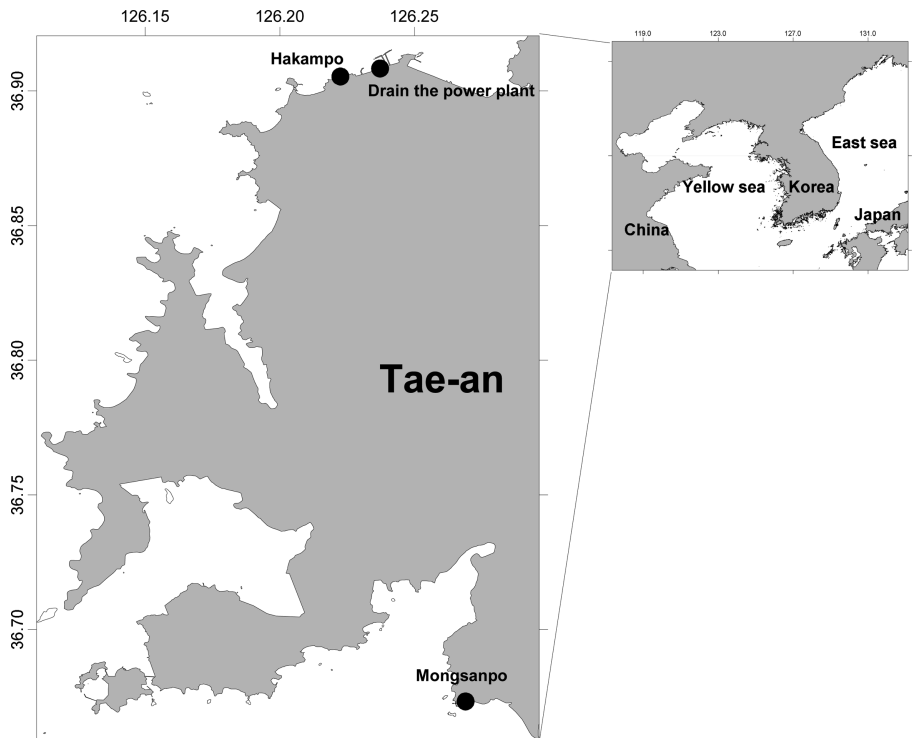 126.15 126.20 126.25
119.0 123.0 127.0 131.0
Hakampo
36.90
Drain the power plant
East sea
Yellow sea
Korea
Japan
China
36.85
36.80
Tae-an
36.75
36.70
Mongsanpo